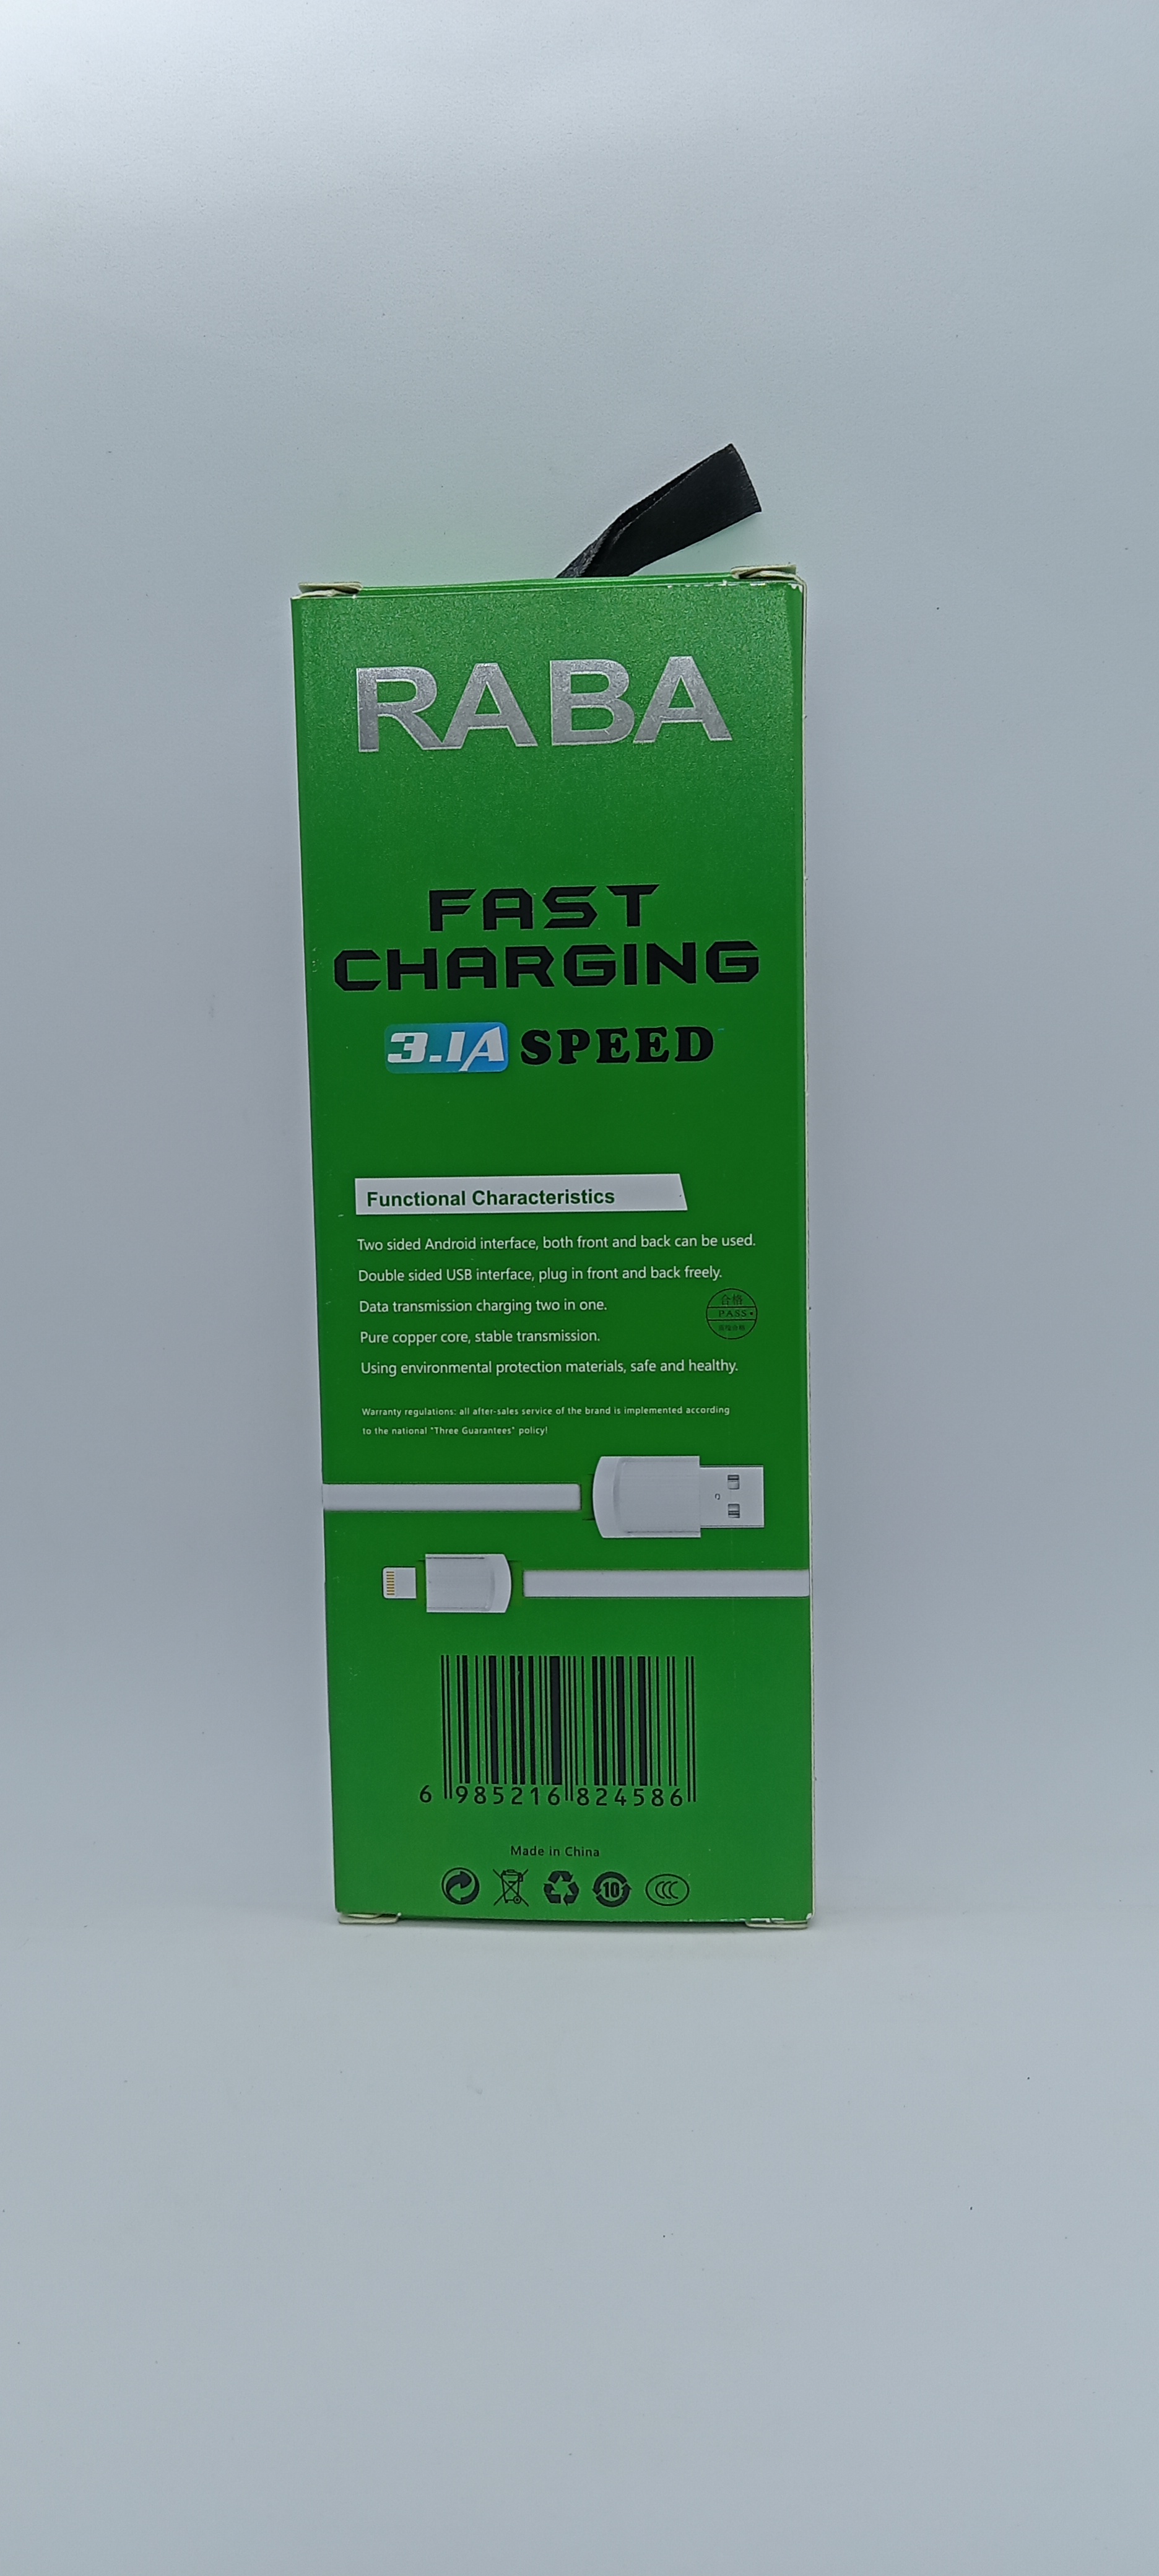 RABA
FAST
CHARGING
3.1A SPEED
Functional Characteristics
Two sided Android interface, both front and back can be used.
Double sided USB interface, plug in front and back freely.
Data transmission charging two in one.
Pure copper core, stable transmission.
Using environmental protection materials, safe and healthy.
合格
PASS
Warranty regulations: all after-sales service of the brand is implemented according
to the national "Three Guarantees" policy!
6 985216 824586
Made in China
10
CCC